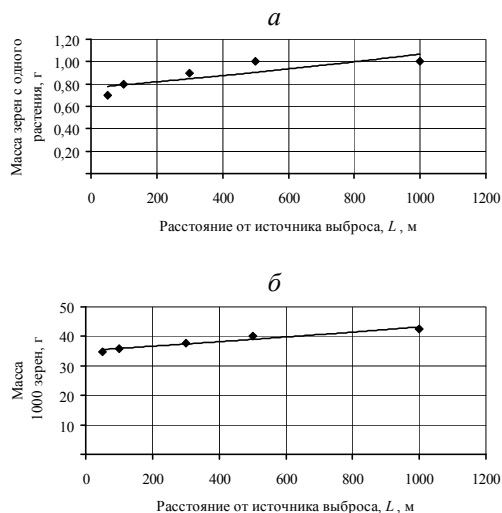 а
1,20
1,00
0,80
0,60
0,40
0,20
0 200 400 600 800 1000 1200
Масса зерен с одного
растения, г
Расстояние от источника выброса, L , м
б
50
40
30
20
10
0 200 400 600 800 1000 1200
Масса
1000 зерен, г
Расстояние от источника выброса, L , м